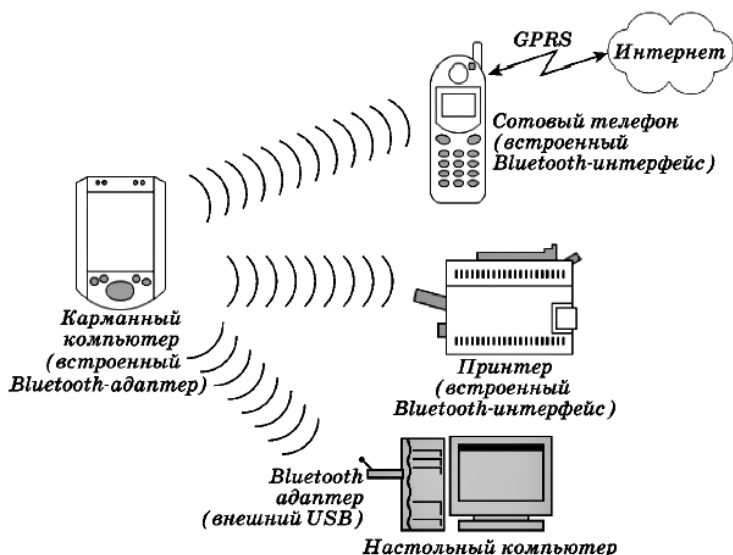 GPRS
Интернет
Сотовый телефон
(встроенный
Bluetooth-интерфейс)
Карманный
компьютер
(встроенный
Bluetooth-адаптер)
Принтер
(встроенный
Bluetooth-интерфейс)
Bluetooth
адаптер
(внешний USB)
Настольный компьютер